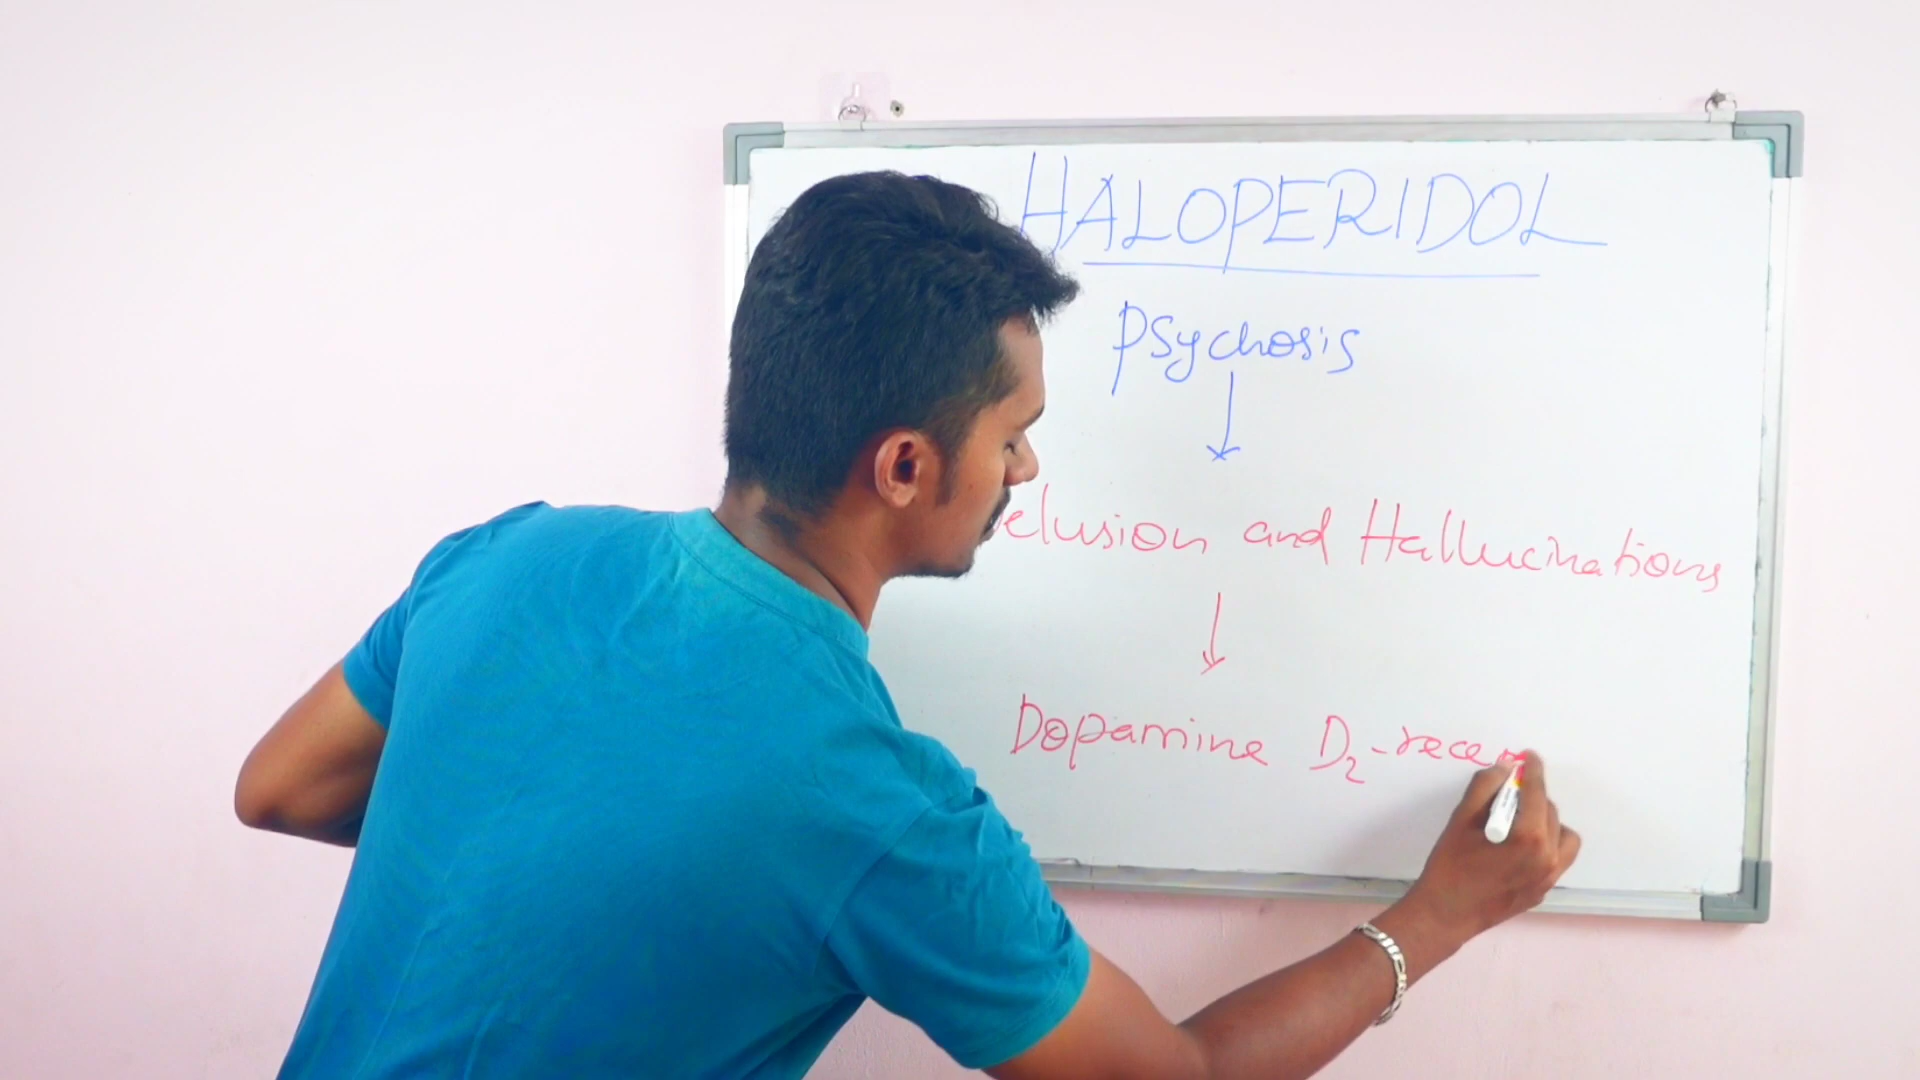 HALOPERIDOL
Psychosis
elusion and Hallucinations
Dopamine D2-recep